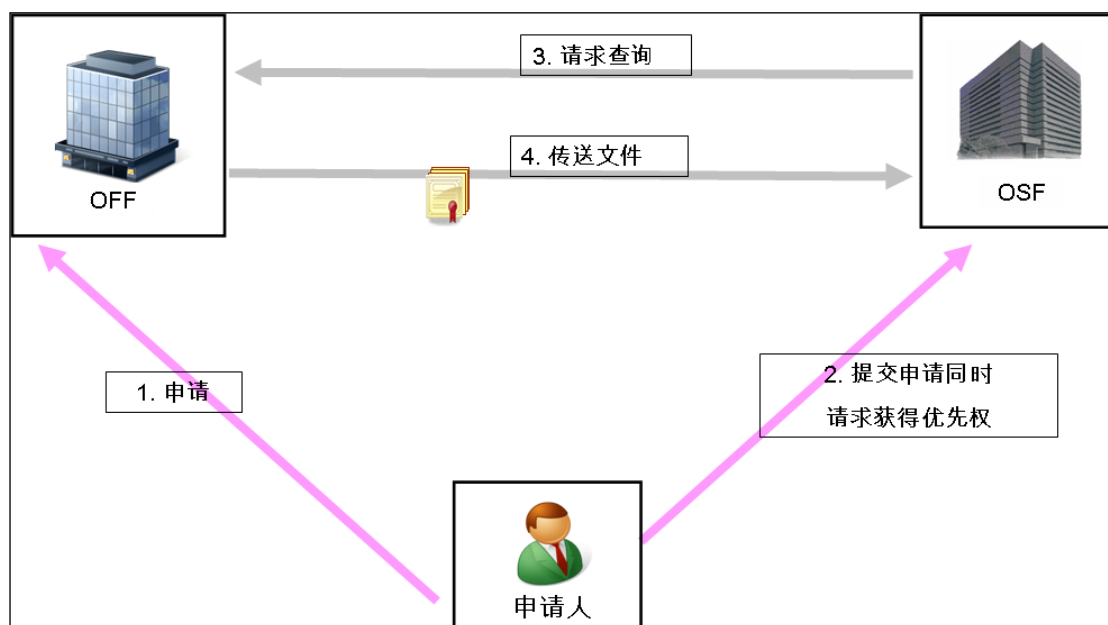 3. 请求查询
4. 传送文件
OFF
OSF
1. 申请
2. 提交申请同时
请求获得优先权
申请人